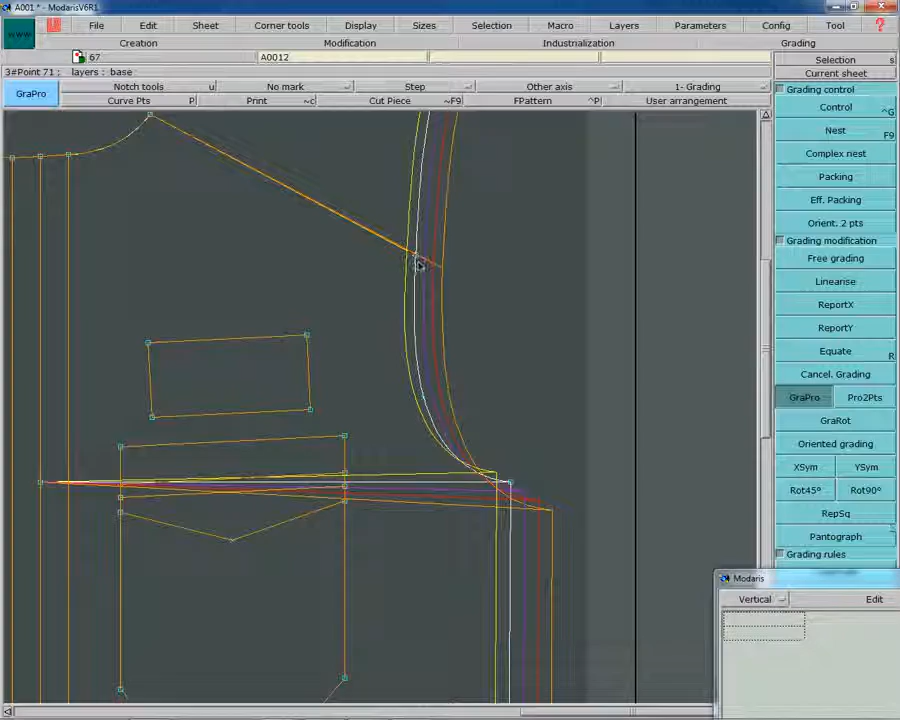 A001 * - ModarisV6R1
www
File Edit Sheet Corner tools Display Sizes Selection Macro Layers Parameters Config Tool ?
Creation Modification Industrialization Grading
67 A0012
3#Point 71 : layers : base
GraPro
Notch tools u No mark Step Other axis 1- Grading
Curve Pts P Print ~c Cut Piece ~F9 FPattern ^P User arrangement
Selection s
Current sheet
Grading control
Control ^G
Nest F9
Complex nest
Packing
Eff. Packing
Orient. 2 pts
Grading modification
Free grading
Linearise
ReportX
ReportY
Equate R
Cancel. Grading
GraPro Pro2Pts
GraRot
Oriented grading
XSym YSym
Rot45° Rot90°
RepSq
Pantograph
Grading rules
Modaris
Vertical Edit